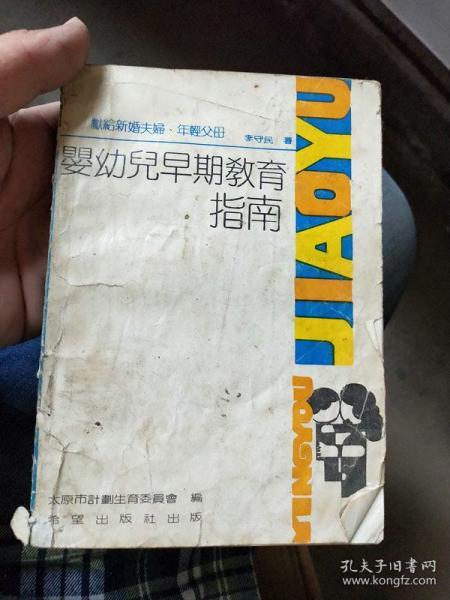 獻給新婚夫婦、年輕父母
李守民 著
嬰幼兒早期敎育
指南
JIAOYU
YINGYOU
太原市計劃生育委員會 編
希望出版社出版
孔夫子旧书网
www.kongfz.com